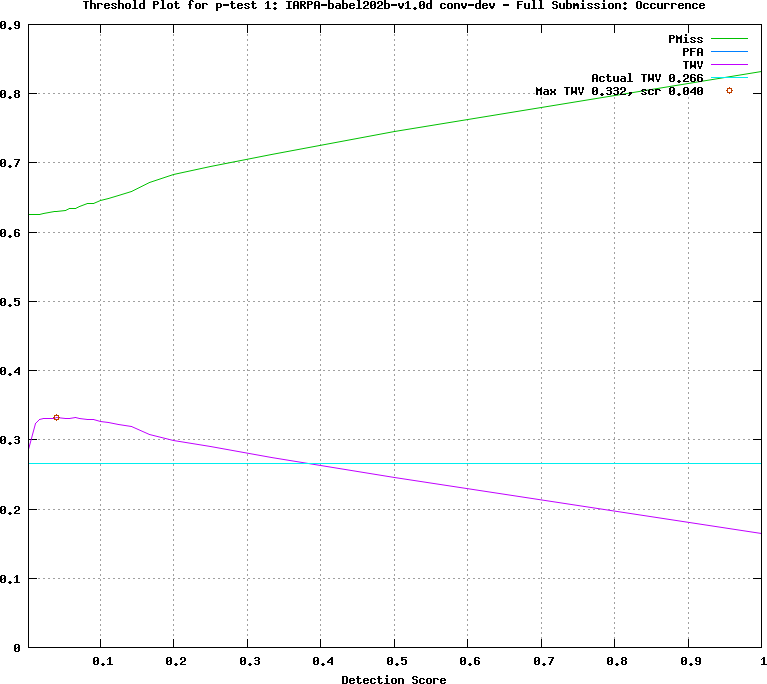 Threshold Plot for p-test 1: IARPA-babel202b-v1.0d conv-dev - Full Submission: Occurrence
0.9
PMiss
PFA
TWV
Actual TWV 0.266
Max TWV 0.332, scr 0.040
0.8
0.7
0.6
0.5
0.4
0.3
0.2
0.1
0
0.1 0.2 0.3 0.4 0.5 0.6 0.7 0.8 0.9 1
Detection Score